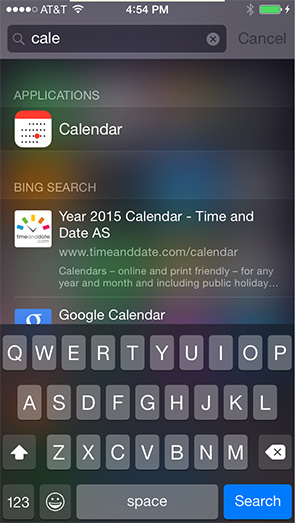 AT&T 4:54 PM
cale Cancel
APPLICATIONS
Calendar
BING SEARCH
Year 2015 Calendar - Time and
Date AS
timeanddate
.com
www.timeanddate.com/calendar
Calendars – online and print friendly – for any
year and month and including public holiday…
g Google Calendar
Q W E R T Y U I O P
A S D F G H J K L
Z X C V B N M
123 space Search